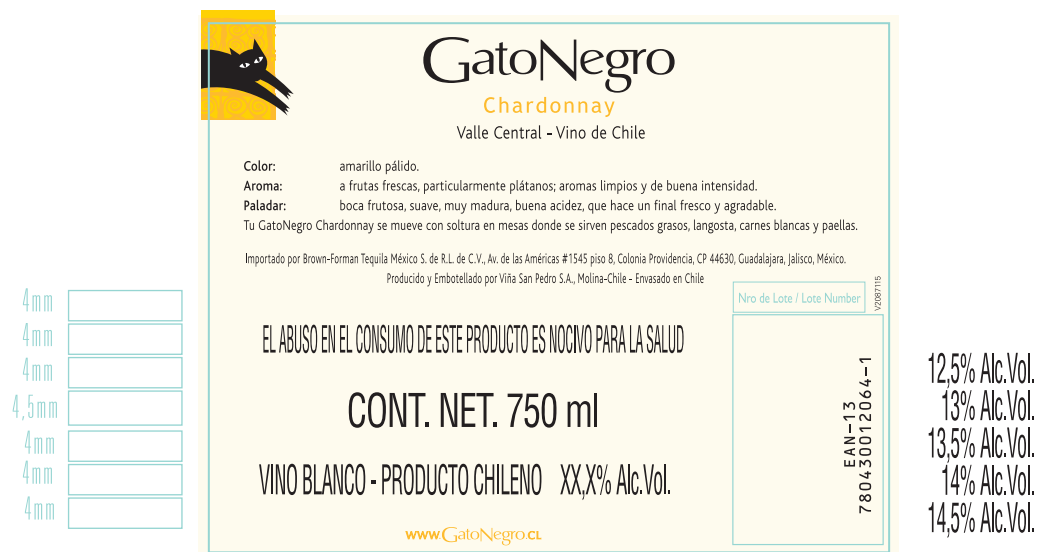 GatoNegro
Chardonnay
Valle Central - Vino de Chile
Color: amarillo pálido.
Aroma: a frutas frescas, particularmente plátanos; aromas limpios y de buena intensidad.
Paladar: boca frutosa, suave, muy madura, buena acidez, que hace un final fresco y agradable.
Tu GatoNegro Chardonnay se mueve con soltura en mesas donde se sirven pescados grasos, langosta, carnes blancas y paellas.
Importado por Brown-Forman Tequila México S. de R.L. de C.V., Av. de las Américas #1545 piso 8, Colonia Providencia, CP 44630, Guadalajara, Jalisco, México.
Producido y Embotellado por Viña San Pedro S.A., Molina-Chile - Envasado en Chile
Nro de Lote / Lote Number
V2087115
EL ABUSO EN EL CONSUMO DE ESTE PRODUCTO ES NOCIVO PARA LA SALUD
CONT. NET. 750 ml
VINO BLANCO - PRODUCTO CHILENO XX,X% Alc.Vol.
www.GatoNegro.CL
EAN-13
780430012064-1
4mm
4mm
4mm
4,5mm
4mm
4mm
4mm
12,5% Alc.Vol.
13% Alc.Vol.
13,5% Alc.Vol.
14% Alc.Vol.
14,5% Alc.Vol.